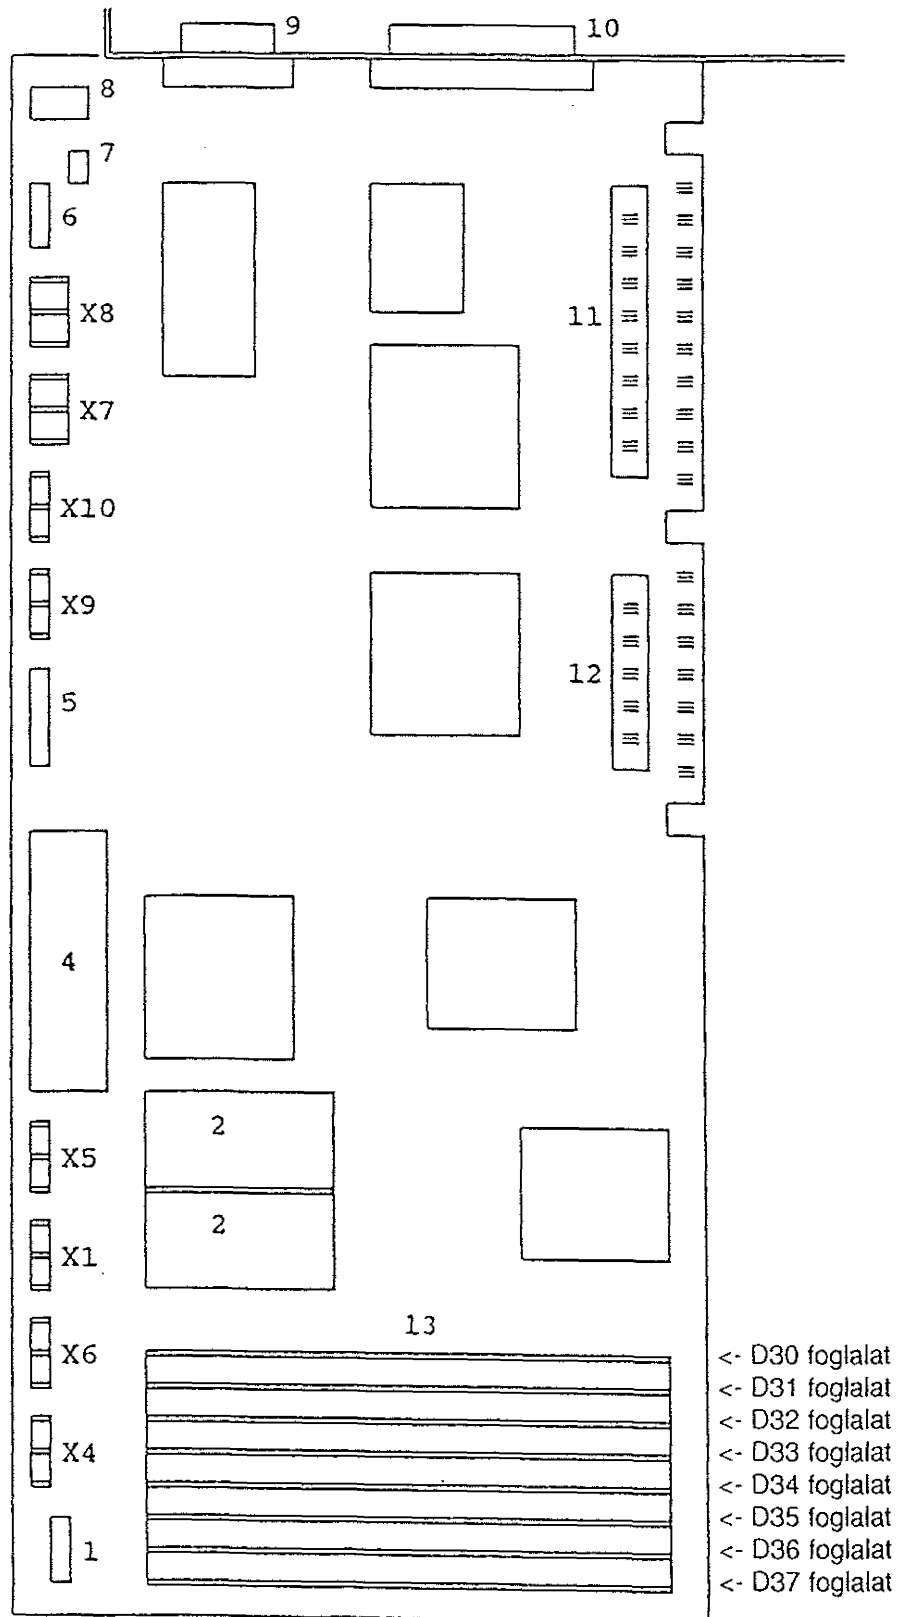 9
10
8
7
6
X8
11
X7
X10
X9
12
5
4
2
X5
2
X1
13
X6
<- D30 foglalat
<- D31 foglalat
<- D32 foglalat
X4
<- D33 foglalat
<- D34 foglalat
<- D35 foglalat
1
<- D36 foglalat
<- D37 foglalat